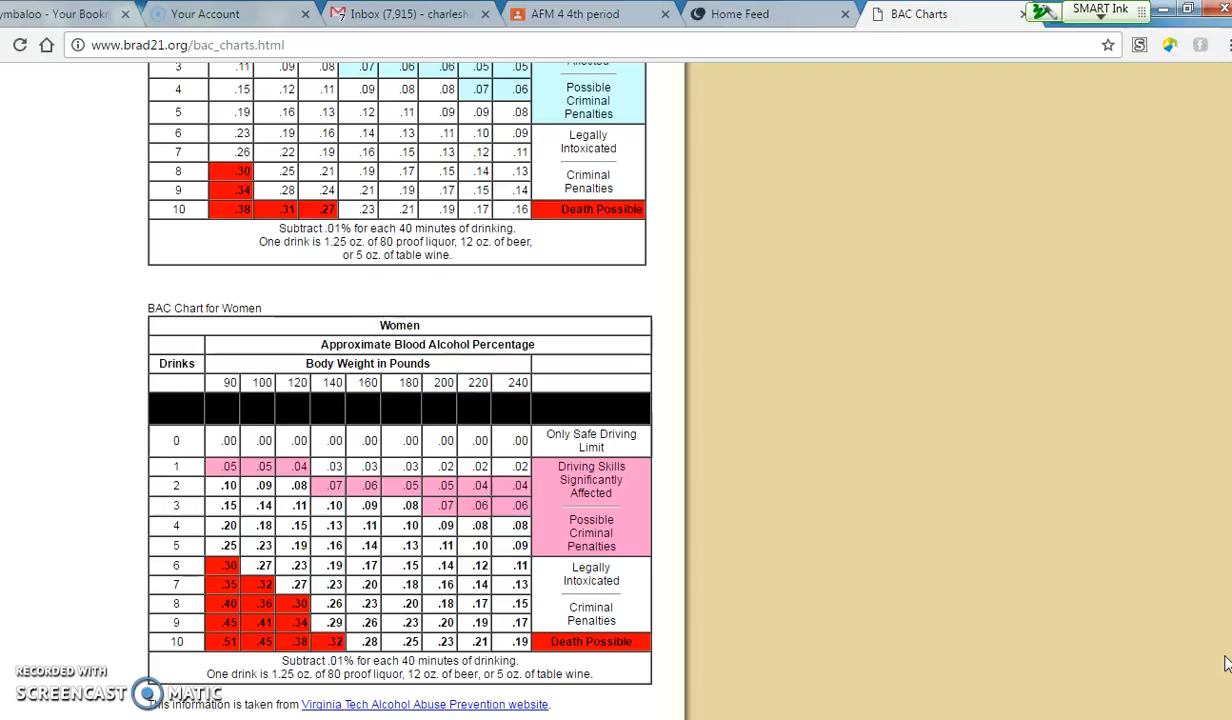 ymbaloo - Your Bookn
Your Account
Inbox (7,915) - charlesh
AFM 4 4th period
Home Feed
BAC Charts
SMART Ink
www.brad21.org/bac_charts.html
3 .11 .09 .08 .07 .06 .06 .05 .05 Affected
4 .15 .12 .11 .09 .08 .08 .07 .06 Possible
Criminal
Penalties
5 .19 .16 .13 .12 .11 .09 .09 .08
6 .23 .19 .16 .14 .13 .11 .10 .09 Legally
Intoxicated
7 .26 .22 .19 .16 .15 .13 .12 .11
8 .30 .25 .21 .19 .17 .15 .14 .13 Criminal
Penalties
9 .34 .28 .24 .21 .19 .17 .15 .14
10 .38 .31 .27 .23 .21 .19 .17 .16 Death Possible
Subtract .01% for each 40 minutes of drinking.
One drink is 1.25 oz. of 80 proof liquor, 12 oz. of beer,
or 5 oz. of table wine.
BAC Chart for Women
Women
Approximate Blood Alcohol Percentage
Drinks Body Weight in Pounds
90 100 120 140 160 180 200 220 240
0 .00 .00 .00 .00 .00 .00 .00 .00 .00 Only Safe Driving
Limit
1 .05 .05 .04 .03 .03 .03 .02 .02 .02 Driving Skills
Significantly
2 .10 .09 .08 .07 .06 .05 .05 .04 .04 Affected
3 .15 .14 .11 .10 .09 .08 .07 .06 .06
4 .20 .18 .15 .13 .11 .10 .09 .08 .08 Possible
Criminal
5 .25 .23 .19 .16 .14 .13 .11 .10 .09 Penalties
6 .30 .27 .23 .19 .17 .15 .14 .12 .11 Legally
Intoxicated
7 .35 .32 .27 .23 .20 .18 .16 .14 .13
8 .40 .36 .30 .26 .23 .20 .18 .17 .15 Criminal
Penalties
9 .45 .41 .34 .29 .26 .23 .20 .19 .17
10 .51 .45 .38 .32 .28 .25 .23 .21 .19 Death Possible
Subtract .01% for each 40 minutes of drinking.
One drink is 1.25 oz. of 80 proof liquor, 12 oz. of beer, or 5 oz. of table wine.
This information is taken from Virginia Tech Alcohol Abuse Prevention website.
RECORDED WITH
SCREENCAST MATIC